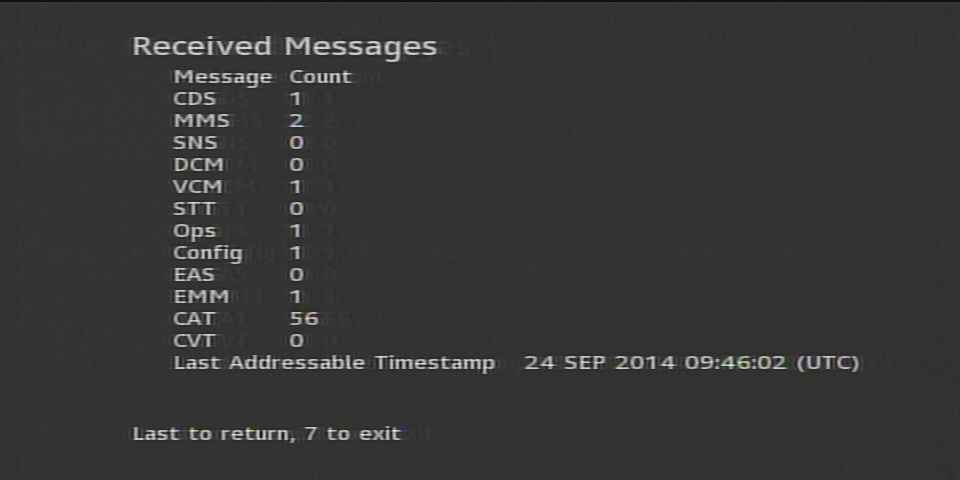 Received Messages
Message Count
CDS 1
MMS 2
SNS 0
DCM 0
VCM 1
STT 0
Ops 1
Config 1
EAS 0
EMM 1
CAT 56
CVT 0
Last Addressable Timestamp 24 SEP 2014 09:46:02 (UTC)
Last to return, 7 to exit